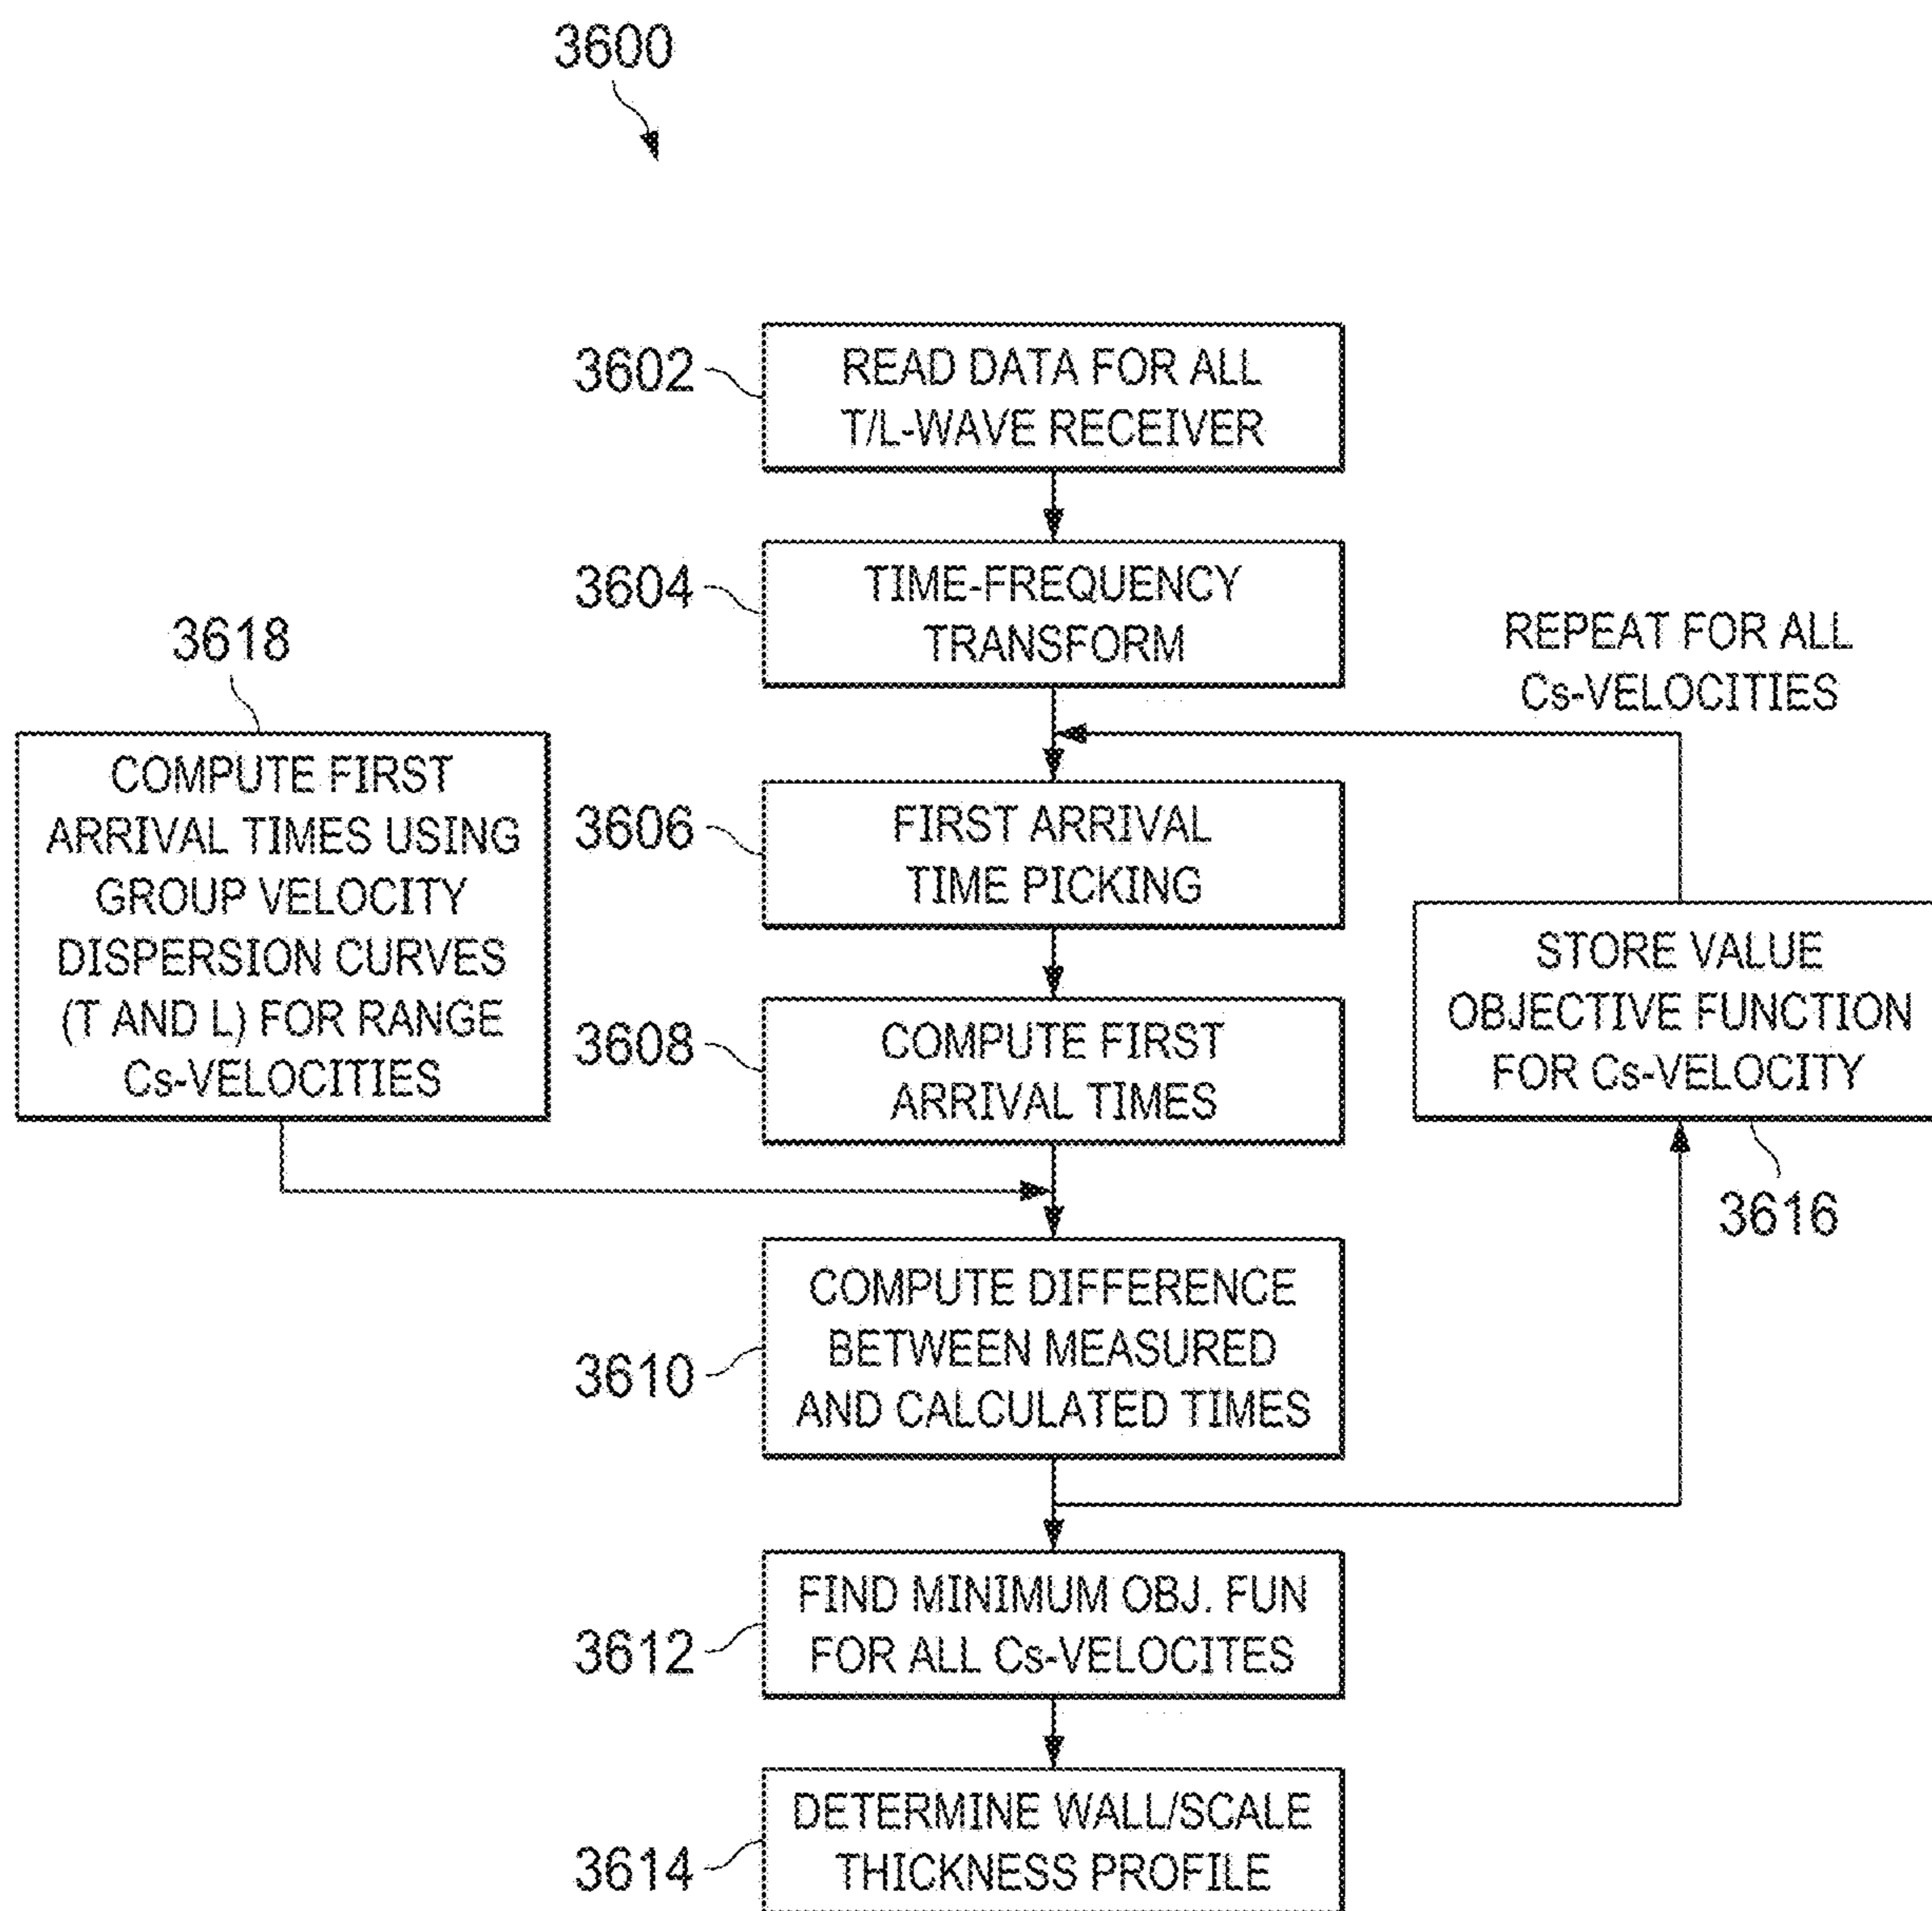 3600
3602
READ DATA FOR ALL
T/L-WAVE RECEIVER
3604
TIME-FREQUENCY
TRANSFORM
REPEAT FOR ALL
Cs-VELOCITIES
3618
COMPUTE FIRST
ARRIVAL TIMES USING
GROUP VELOCITY
DISPERSION CURVES
(T AND L) FOR RANGE
Cs-VELOCITIES
3606
FIRST ARRIVAL
TIME PICKING
3608
COMPUTE FIRST
ARRIVAL TIMES
STORE VALUE
OBJECTIVE FUNCTION
FOR Cs-VELOCITY
3616
3610
COMPUTE DIFFERENCE
BETWEEN MEASURED
AND CALCULATED TIMES
3612
FIND MINIMUM OBJ. FUN
FOR ALL Cs-VELOCITES
3614
DETERMINE WALL/SCALE
THICKNESS PROFILE